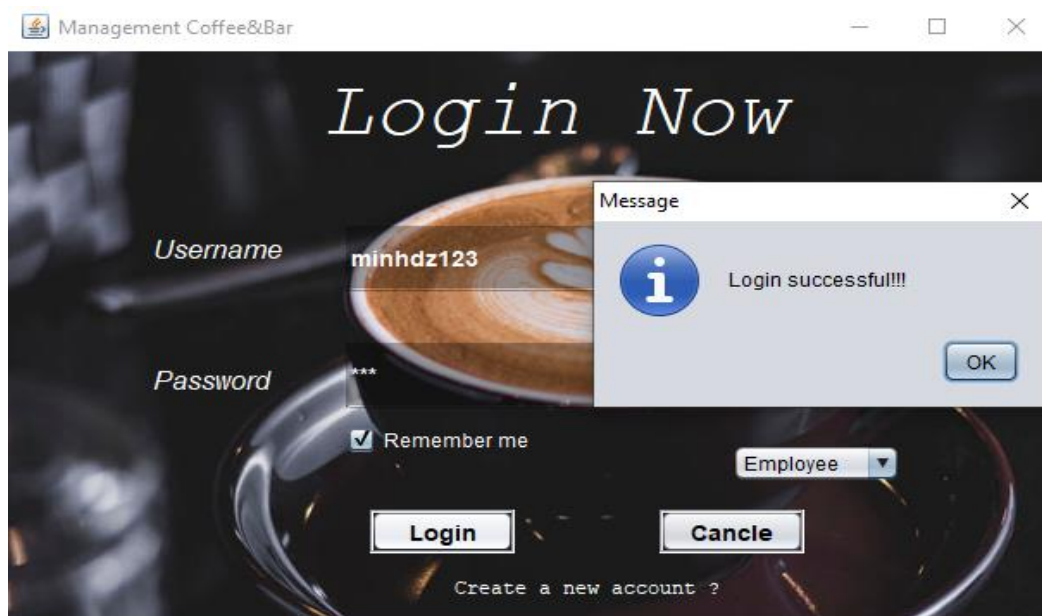 Management Coffee&Bar
Login Now
Message
Username
minhdz123
Login successful!!!
OK
Password
***
Remember me
Employee
Login
Cancle
Create a new account ?